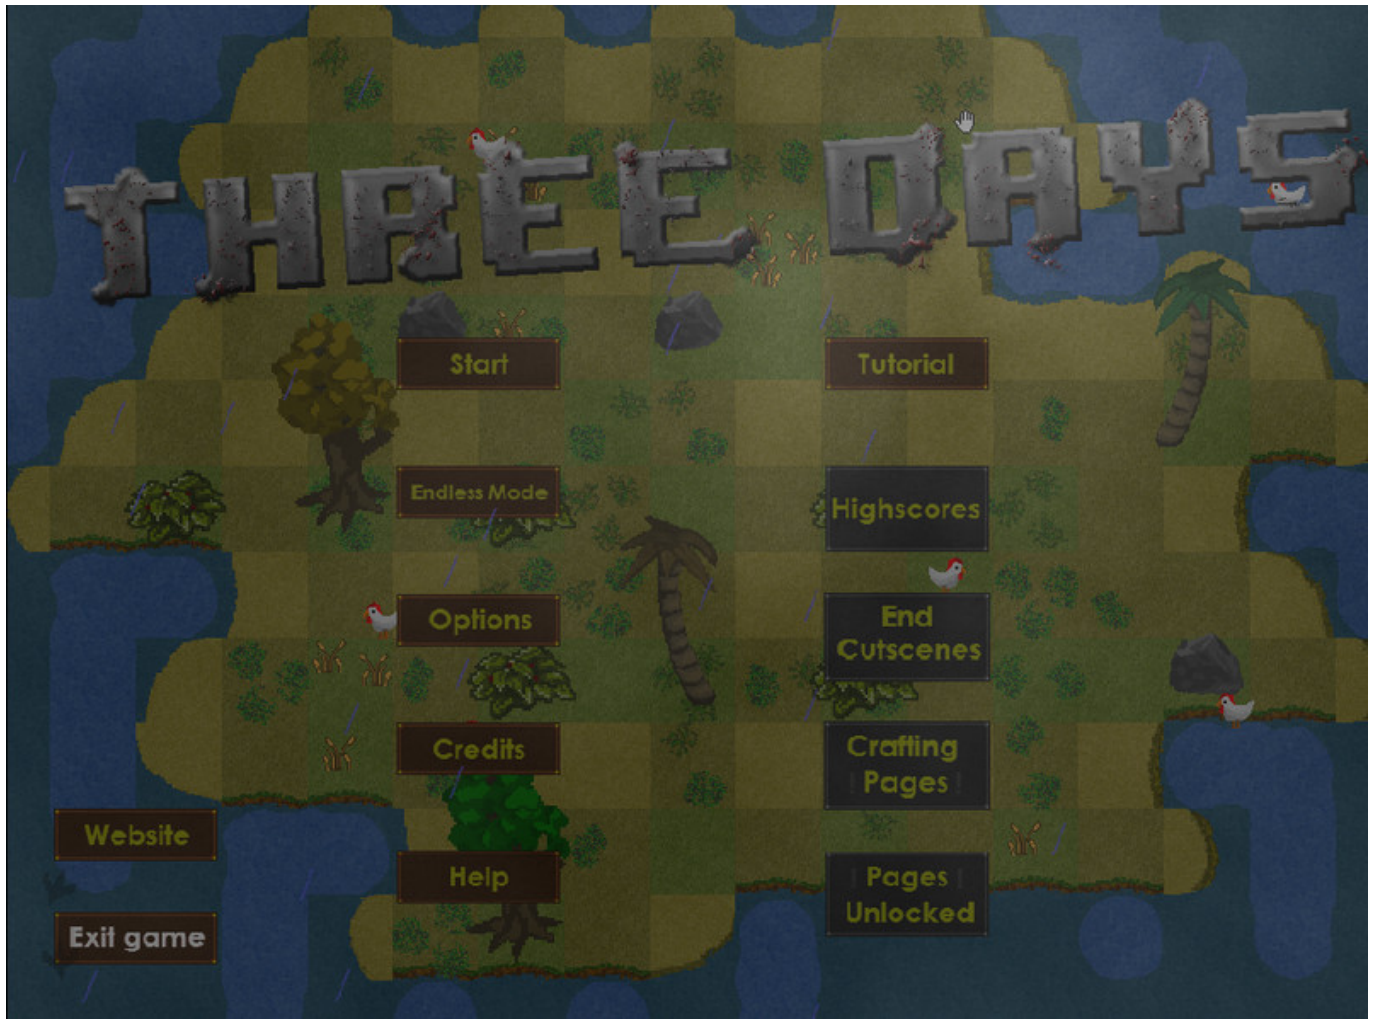 THREE DAYS
Start
Tutorial
Endless Mode
Highscores
Options
End
Cutscenes
Credits
Crafting
Pages
Website
Help
Pages
Unlocked
Exit game